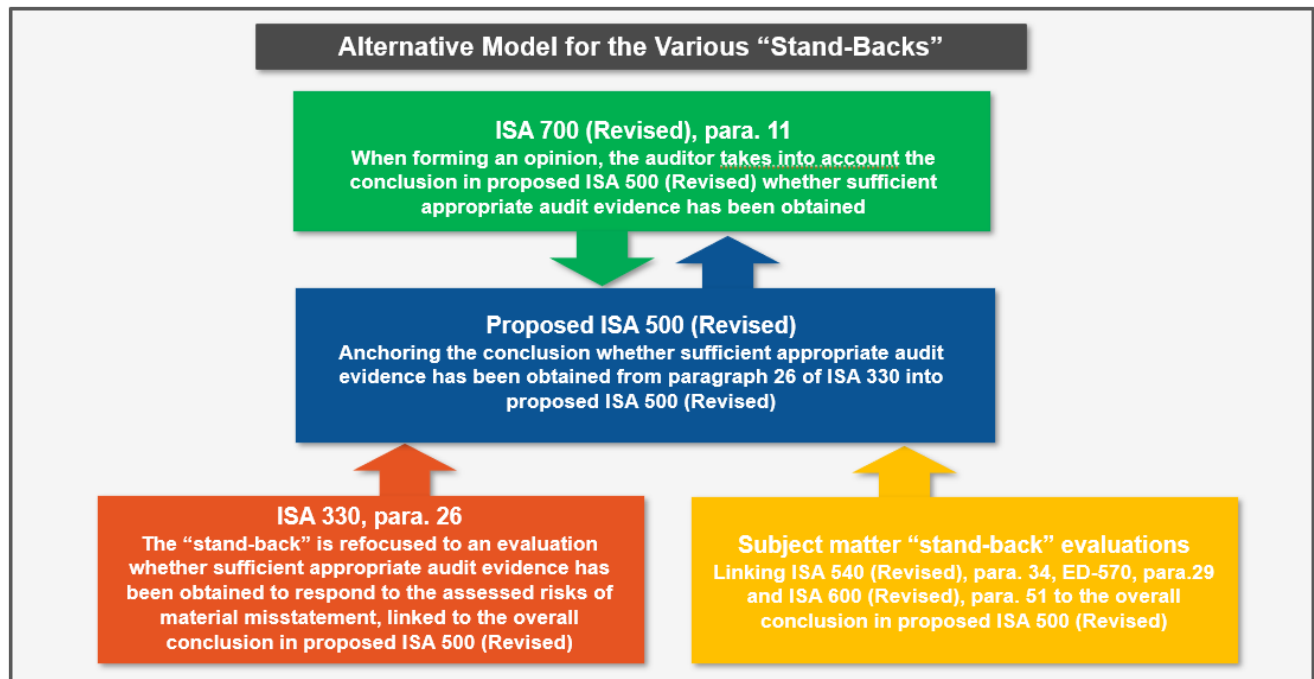 Alternative Model for the Various “Stand-Backs”
ISA 700 (Revised), para. 11
When forming an opinion, the auditor takes into account the
conclusion in proposed ISA 500 (Revised) whether sufficient
appropriate audit evidence has been obtained
Proposed ISA 500 (Revised)
Anchoring the conclusion whether sufficient appropriate audit
evidence has been obtained from paragraph 26 of ISA 330 into
proposed ISA 500 (Revised)
ISA 330, para. 26
The “stand-back” is refocused to an evaluation
whether sufficient appropriate audit evidence has
been obtained to respond to the assessed risks of
material misstatement, linked to the overall
conclusion in proposed ISA 500 (Revised)
Subject matter “stand-back” evaluations
Linking ISA 540 (Revised), para. 34, ED-570, para.29
and ISA 600 (Revised), para. 51 to the overall
conclusion in proposed ISA 500 (Revised)